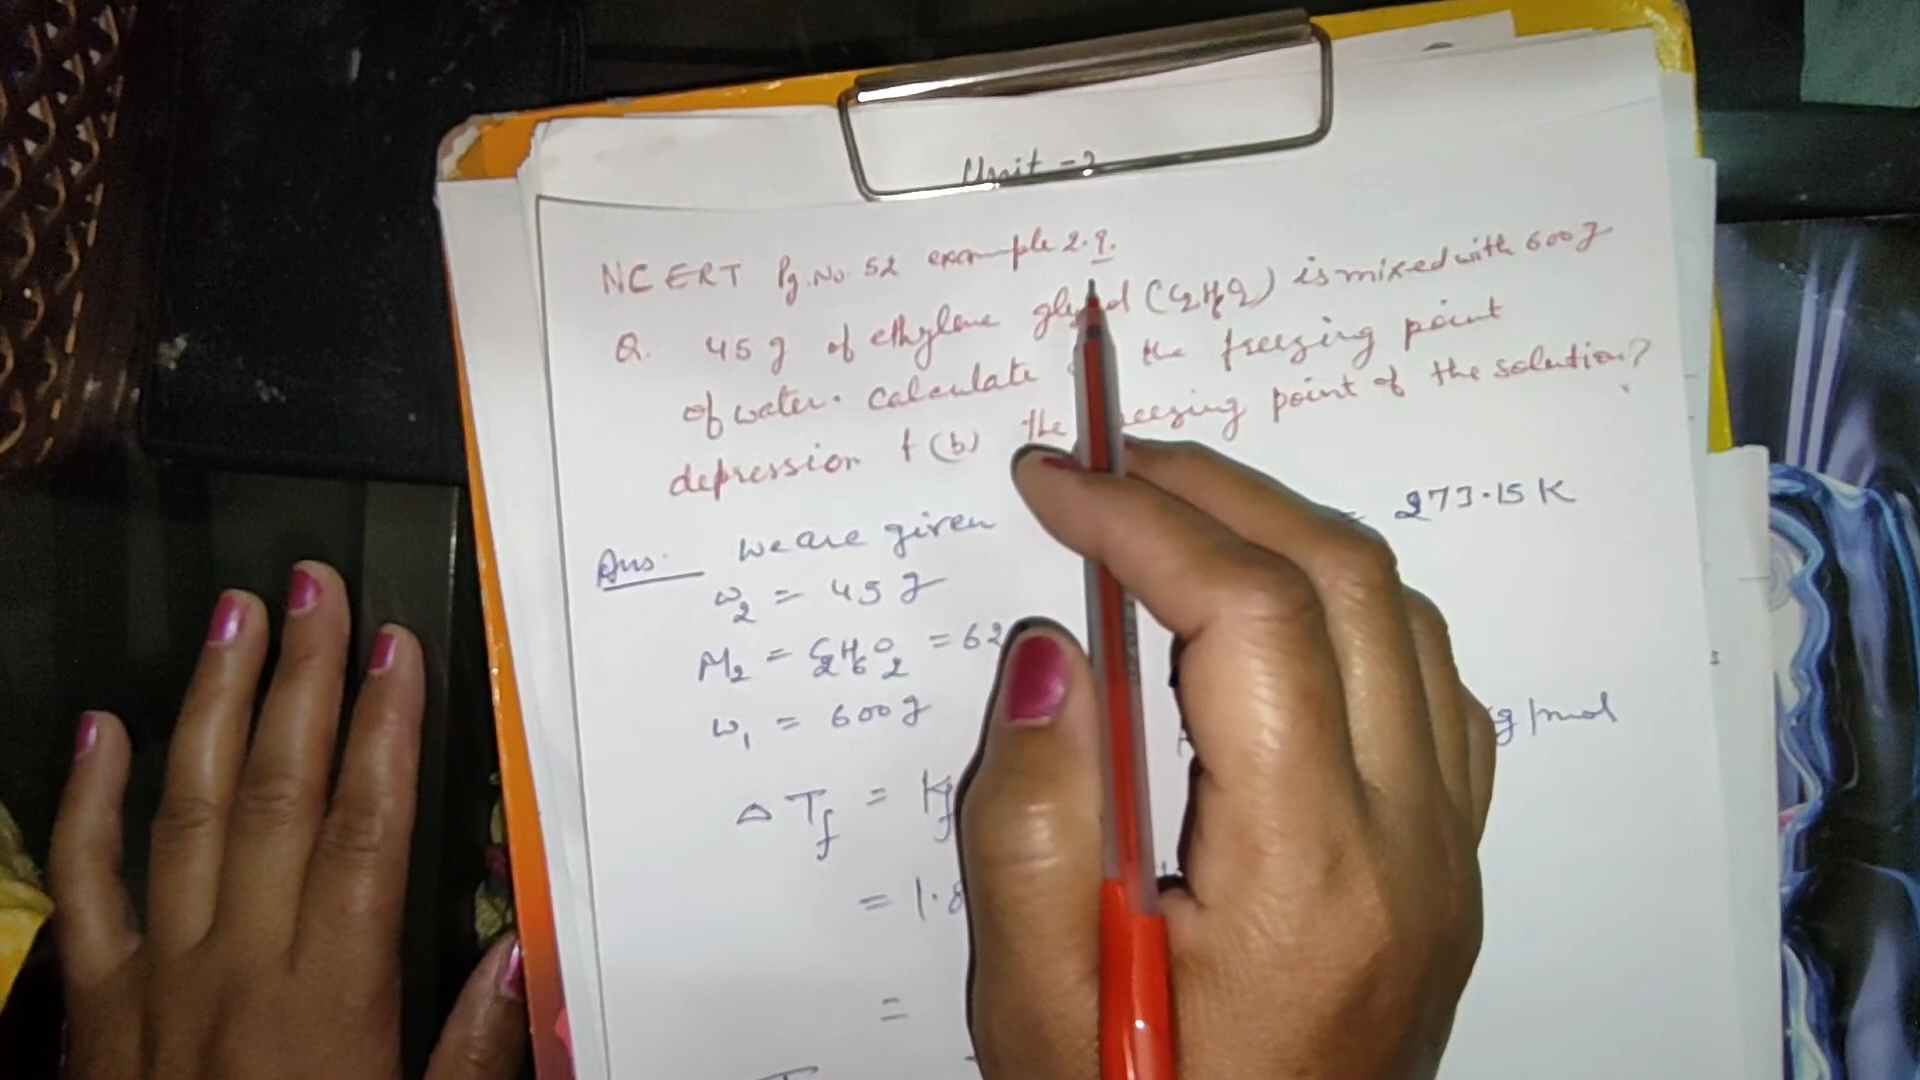 Unit - 2
NCERT Pg. No. 52 example 2.9.
Q. 45 g of ethylene glycol (C2H6O2) is mixed with 600 g
of water. calculate the freezing point
depression & (b) the freezing point of the solution?
Ans. we are given = 273.15 K
w2 = 45 g
M2 = C2H6O2 = 62
w1 = 600 g g/mol
Δ Tf = Kf
= 1.8
=